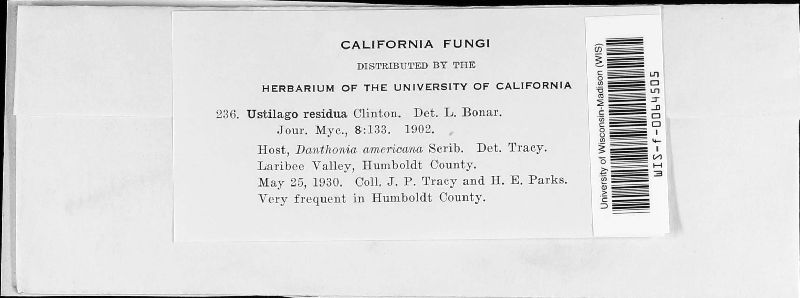 CALIFORNIA FUNGI
DISTRIBUTED BY THE
HERBARIUM OF THE UNIVERSITY OF CALIFORNIA
236. Ustilago residua Clinton. Det. L. Bonar.
Jour. Myc., 8:133. 1902.
Host, Danthonia americana Scrib. Det. Tracy.
Laribee Valley, Humboldt County.
May 25, 1930. Coll. J. P. Tracy and H. E. Parks.
Very frequent in Humboldt County.
University of Wisconsin-Madison (WIS)
WIS-f-0064505